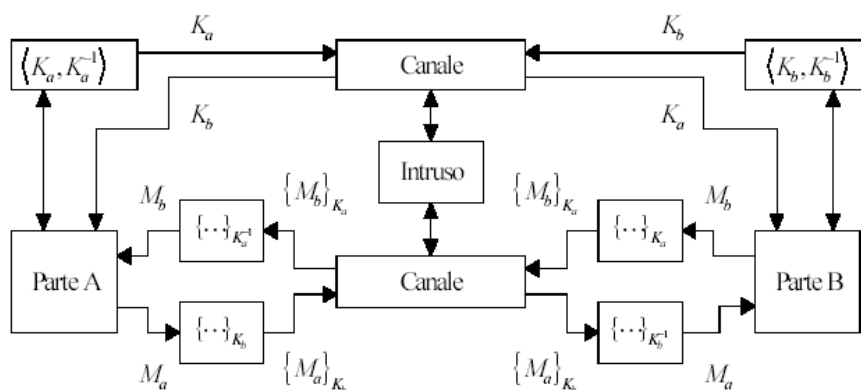 K_a K_b
⟨K_a, K_a^{-1}⟩ Canale ⟨K_b, K_b^{-1}⟩
K_b K_a
Intruso
M_b {M_b}_{K_a} {M_b}_{K_a} M_b
{…}_{K_a^{-1}} {…}_{K_a}
Parte A Canale Parte B
{…}_{K_b} {…}_{K_b^{-1}}
M_a {M_a}_{K_b} {M_a}_{K_b} M_a